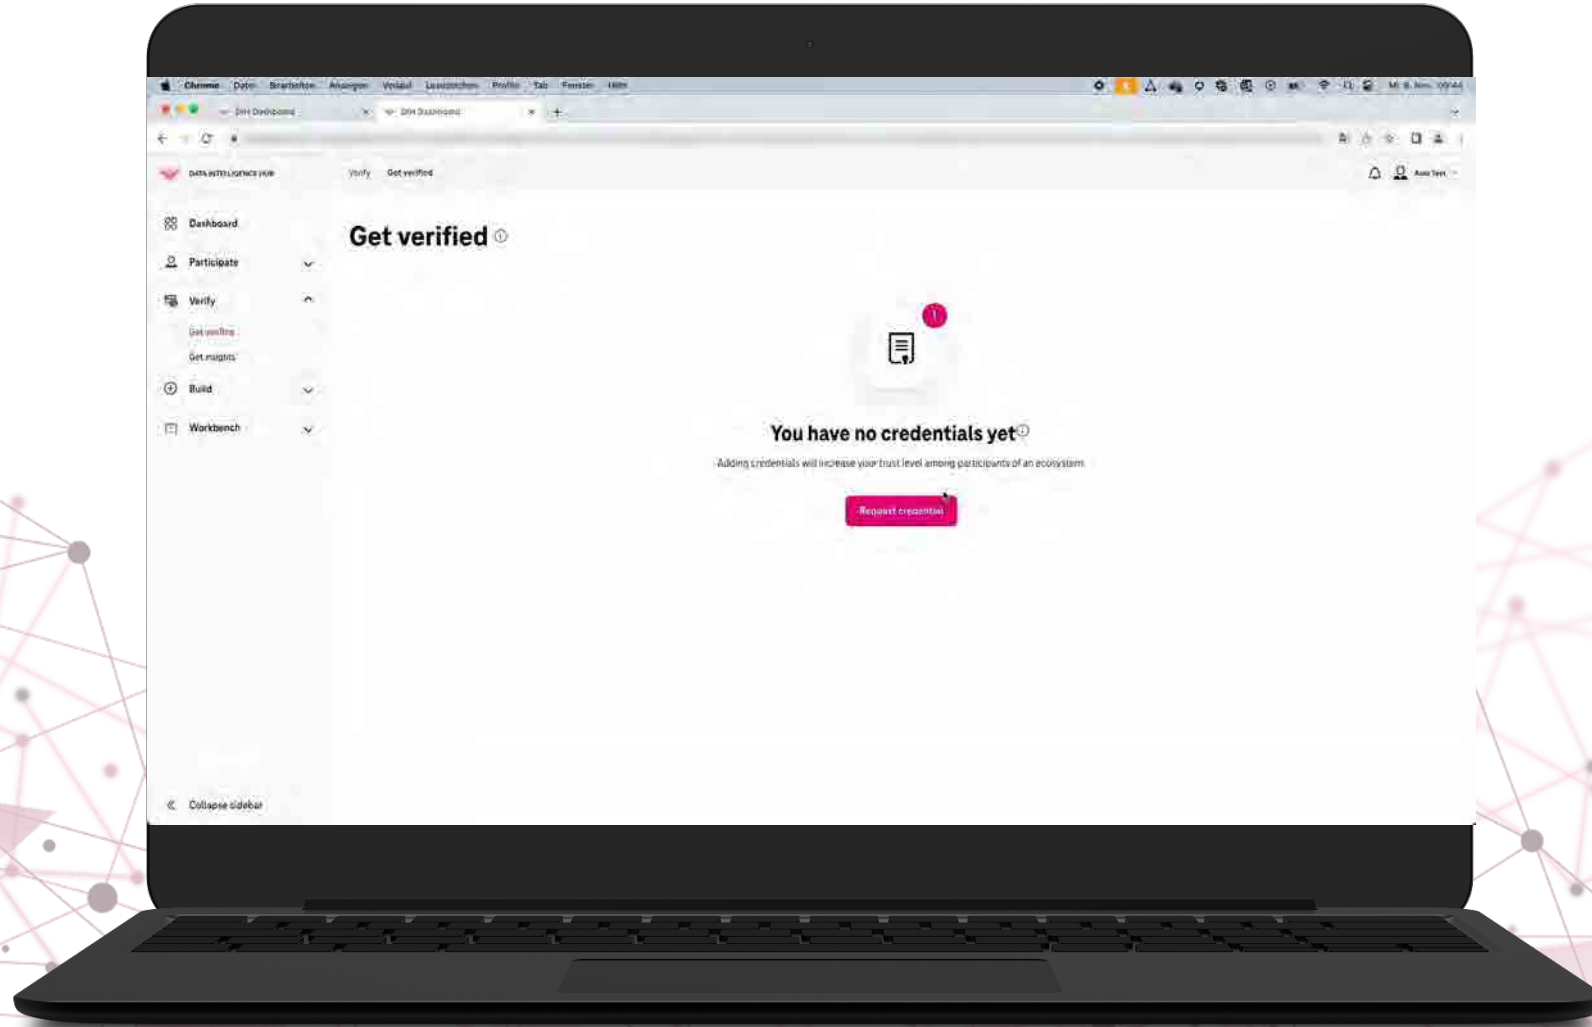 Chrome Datei Bearbeiten Anzeigen Verlauf Lesezeichen Profile Tab Fenster Hilfe
DIH Dashboard
DIH Dashboard
DATA INTELLIGENCE HUB
Verify Get verified
Dashboard
Get verified
Participate
Verify
Get verified
Get insights
Build
You have no credentials yet
Workbench
Adding credentials will increase your trust level among participants of an ecosystem
Request credential
Collapse sidebar